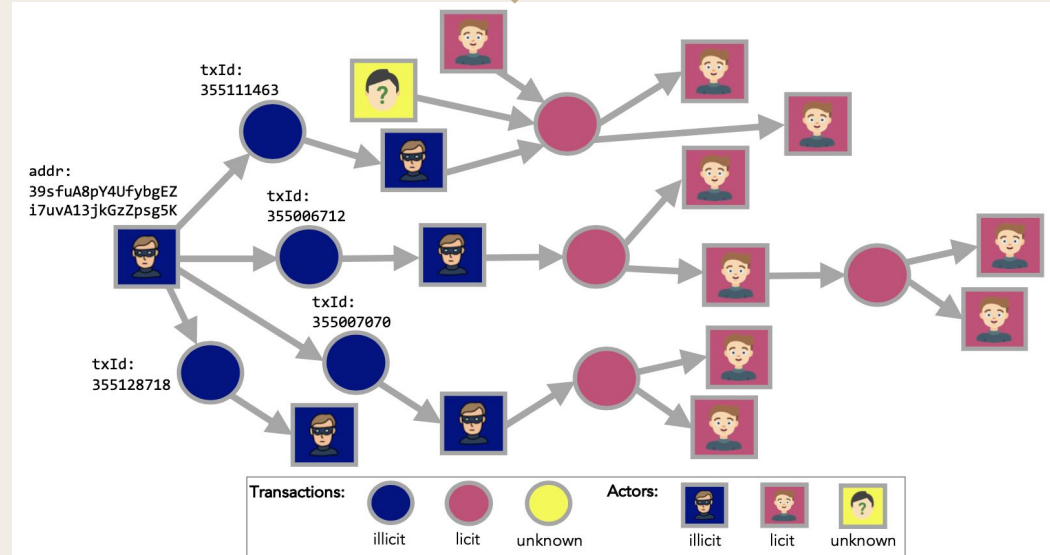 txId:
355111463
addr:
39sfuA8pY4UfybgEZ
i7uvA13jkGzZpsg5K
txId:
355006712
txId:
355007070
txId:
355128718
Transactions:
illicit
licit
unknown
Actors:
illicit
licit
unknown